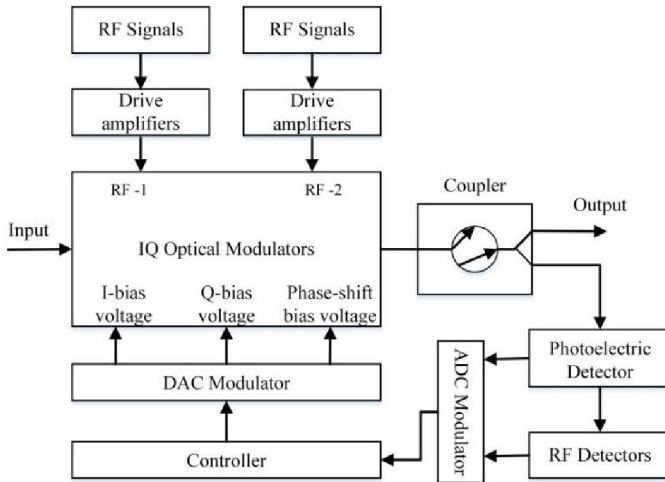 RF Signals
RF Signals
Drive
amplifiers
Drive
amplifiers
RF -1
RF -2
Coupler
Input
IQ Optical Modulators
Output
I-bias
voltage
Q-bias
voltage
Phase-shift
bias voltage
DAC Modulator
ADC Modulator
Photoelectric
Detector
Controller
RF Detectors